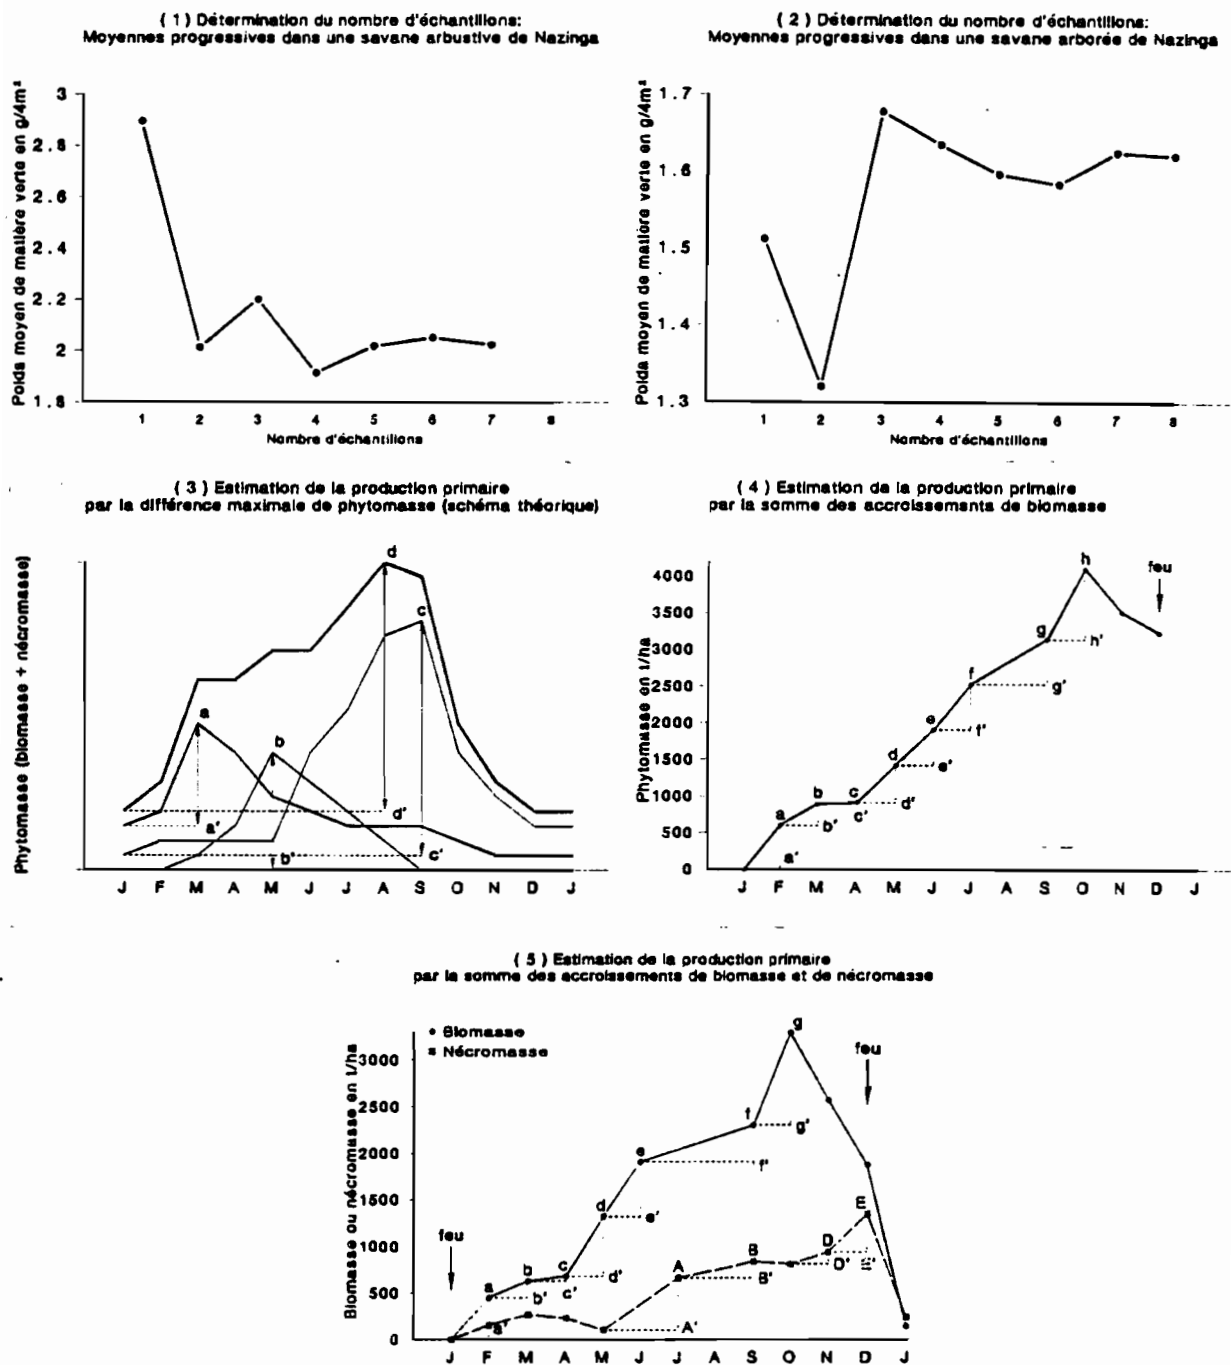 ( 1 ) Détermination du nombre d'échantillons:
Moyennes progressives dans une savane arbustive de Nazinga
Poids moyen de matière verte en g/4m²
3
2.8
2.6
2.4
2.2
2
1.8
1 2 3 4 5 6 7 8
Nombre d'échantillons
( 2 ) Détermination du nombre d'échantillons:
Moyennes progressives dans une savane arborée de Nazinga
Poids moyen de matière verte en g/4m²
1.7
1.6
1.5
1.4
1.3
1 2 3 4 5 6 7 8
Nombre d'échantillons
( 3 ) Estimation de la production primaire
par la différence maximale de phytomasse (schéma théorique)
Phytomasse (biomasse + nécromasse)
d
c
a
b
d'
a'
b'
c'
J F M A M J J A S O N D J
( 4 ) Estimation de la production primaire
par la somme des accroissements de biomasse
Phytomasse en t/ha
4000
3500
3000
2500
2000
1500
1000
500
0
h
feu
g
h'
f
g'
e
f'
d
e'
b
c
d'
a
b'
c'
a'
J F M A M J J A S O N D J
( 5 ) Estimation de la production primaire
par la somme des accroissements de biomasse et de nécromasse
Biomasse ou nécromasse en t/ha
Biomasse
Nécromasse
3000
2500
2000
1500
1000
500
0
g
feu
f
g'
e
f'
d
e'
E
feu
b
c
d'
a
b'
c'
a'
A
B
D
B'
D'
E'
A'
J F M A M J J A S O N D J